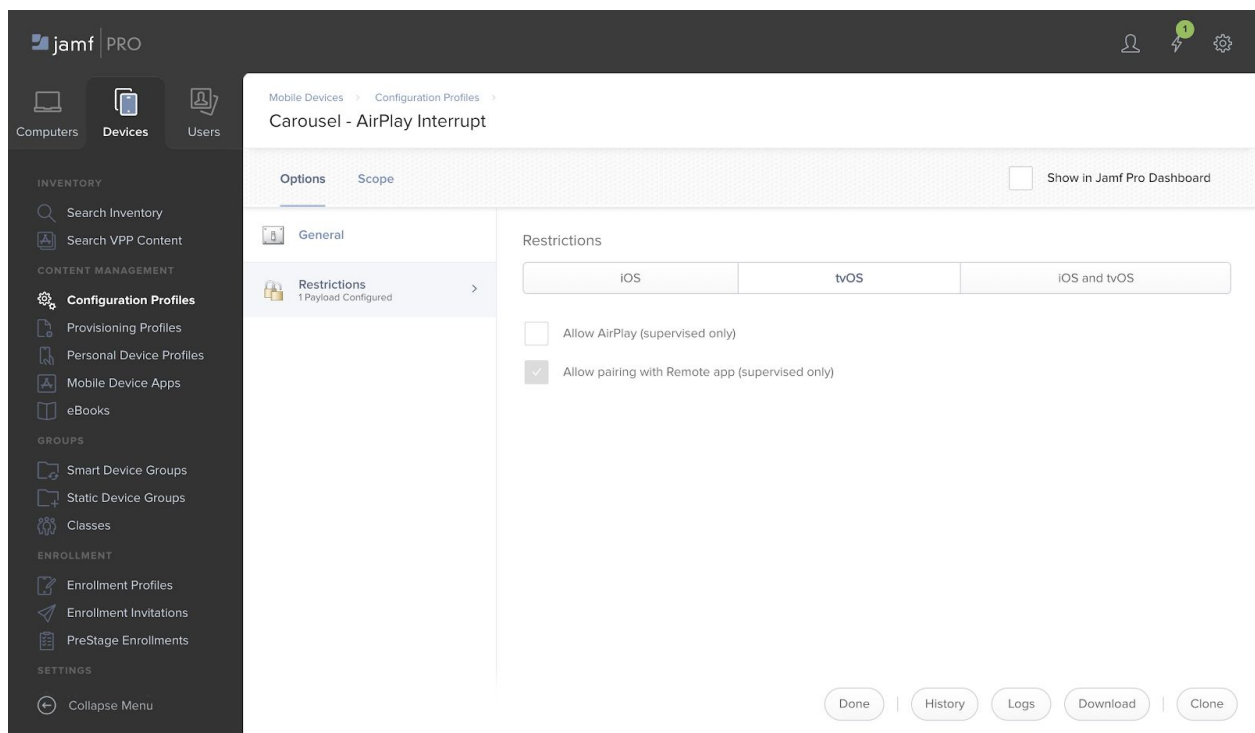 jamf PRO
1
Computers
Devices
Users
INVENTORY
Search Inventory
Search VPP Content
CONTENT MANAGEMENT
Configuration Profiles
Provisioning Profiles
Personal Device Profiles
Mobile Device Apps
eBooks
GROUPS
Smart Device Groups
Static Device Groups
Classes
ENROLLMENT
Enrollment Profiles
Enrollment Invitations
PreStage Enrollments
SETTINGS
Collapse Menu
Mobile Devices > Configuration Profiles >
Carousel - AirPlay Interrupt
Options Scope
Show in Jamf Pro Dashboard
General
Restrictions
1 Payload Configured
Restrictions
iOS tvOS iOS and tvOS
Allow AirPlay (supervised only)
Allow pairing with Remote app (supervised only)
Done | History Logs Download | Clone